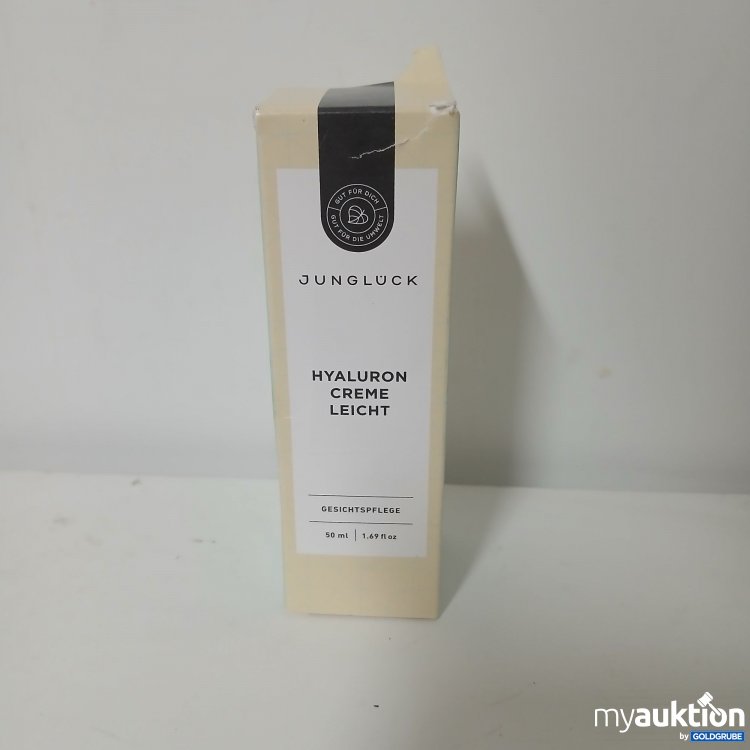 GUT FÜR DICH
GUT FÜR DIE UMWELT
JUNGLÜCK
HYALURON
CREME
LEICHT
GESICHTSPFLEGE
50 ml | 1.69 fl oz
myauktion
by GOLDGRUBE